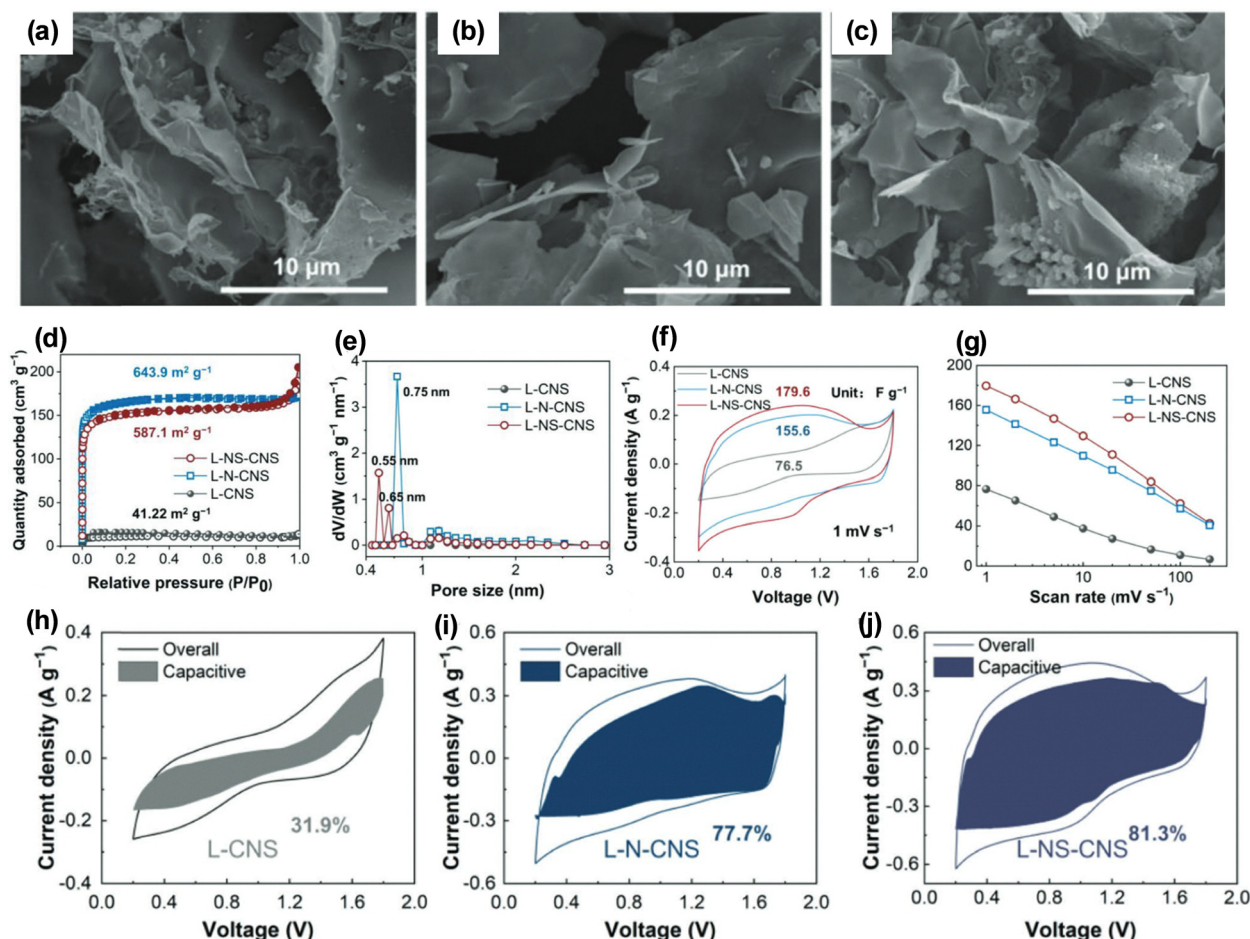 (a)
10 µm
(b)
10 µm
(c)
10 µm
(d)
Quantity adsorbed (cm³ g⁻¹)
200
150
100
50
0
643.9 m² g⁻¹
587.1 m² g⁻¹
L-NS-CNS
L-N-CNS
L-CNS
41.22 m² g⁻¹
0.0 0.2 0.4 0.6 0.8 1.0
Relative pressure (P/P₀)
(e)
dV/dW (cm³ g⁻¹ nm⁻¹)
4
3
2
1
0
0.75 nm
0.55 nm
0.65 nm
L-CNS
L-N-CNS
L-NS-CNS
0.4 1 2 3
Pore size (nm)
(f)
Current density (A g⁻¹)
0.4
0.2
0.0
-0.2
-0.4
L-CNS
L-N-CNS
L-NS-CNS
179.6
Unit: F g⁻¹
155.6
76.5
1 mV s⁻¹
0.0 0.4 0.8 1.2 1.6 2.0
Voltage (V)
(g)
240
200
160
120
80
40
0
L-CNS
L-N-CNS
L-NS-CNS
1 10 100
Scan rate (mV s⁻¹)
(h)
Current density (A g⁻¹)
0.4
0.2
0.0
-0.2
-0.4
Overall
Capacitive
31.9%
L-CNS
0.0 0.4 0.8 1.2 1.6 2.0
Voltage (V)
(i)
Current density (A g⁻¹)
0.6
0.3
0.0
-0.3
-0.6
Overall
Capacitive
77.7%
L-N-CNS
0.0 0.4 0.8 1.2 1.6 2.0
Voltage (V)
(j)
Current density (A g⁻¹)
0.6
0.3
0.0
-0.3
-0.6
Overall
Capacitive
L-NS-CNS 81.3%
0.0 0.4 0.8 1.2 1.6 2.0
Voltage (V)